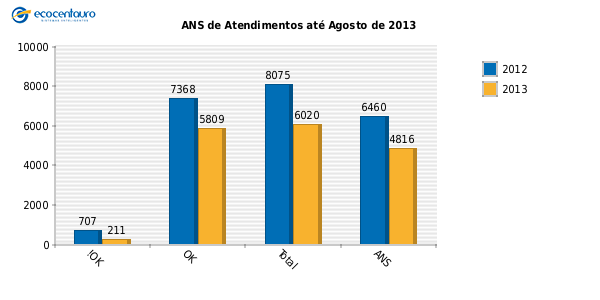 ecocentauro
ANS de Atendimentos até Agosto de 2013
10000
8000
6000
4000
2000
0
707
211
7368
5809
8075
6020
6460
4816
!OK
OK
Total
ANS
2012
2013